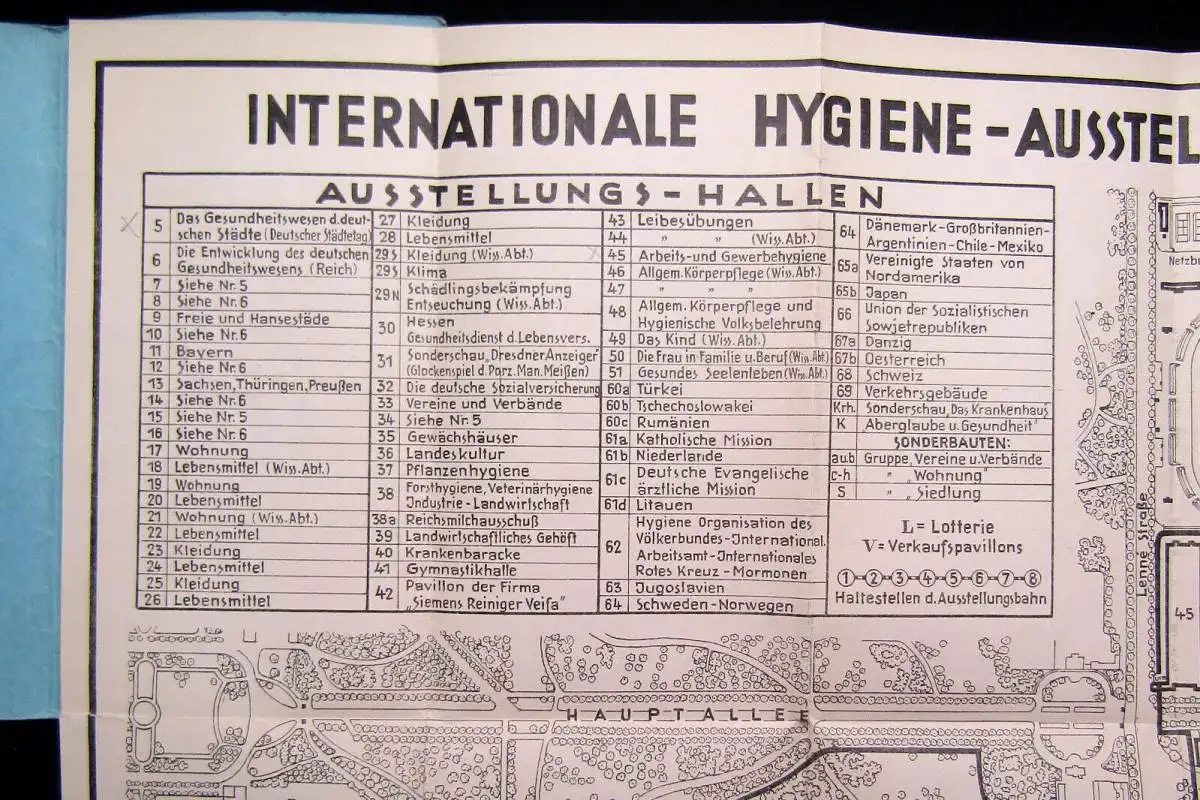 INTERNATIONALE HYGIENE-AUSSTEL
AUSSTELLUNGS-HALLEN
5 Das Gesundheitswesen d. deut-
schen Städte (Deutscher Städtetag)
6 Die Entwicklung des deutschen
Gesundheitswesens (Reich)
7 Siehe Nr. 5
8 Siehe Nr. 6
9 Freie und Hansestäde
10 Siehe Nr. 6
11 Bayern
12 Siehe Nr. 6
13 Sachsen, Thüringen, Preußen
14 Siehe Nr. 6
15 Siehe Nr. 5
16 Siehe Nr. 6
17 Wohnung
18 Lebensmittel (Wiss. Abt.)
19 Wohnung
20 Lebensmittel
21 Wohnung (Wiss. Abt.)
22 Lebensmittel
23 Kleidung
24 Lebensmittel
25 Kleidung
26 Lebensmittel
27 Kleidung
28 Lebensmittel
29S Kleidung (Wiss. Abt.)
29S Klima
29N Schädlingsbekämpfung
Entseuchung (Wiss. Abt.)
30 Hessen
Gesundheitsdienst d. Lebensvers.
31 Sonderschau „Dresdner Anzeiger"
(Glockenspiel d. Porz. Man. Meißen)
32 Die deutsche Sozialversicherung
33 Vereine und Verbände
34 Siehe Nr. 5
35 Gewächshäuser
36 Landeskultur
37 Pflanzenhygiene
38 Forsthygiene, Veterinärhygiene
Industrie - Landwirtschaft
38a Reichsmilchausschuß
39 Landwirtschaftliches Gehöft
40 Krankenbaracke
41 Gymnastikhalle
42 Pavillon der Firma
„Siemens Reiniger Veifa"
43 Leibesübungen
44 „ „ (Wiss. Abt.)
45 Arbeits- und Gewerbehygiene
46 Allgem. Körperpflege (Wiss. Abt.)
47 „ „ „
48 Allgem. Körperpflege und
Hygienische Volksbelehrung
49 Das Kind (Wiss. Abt.)
50 Die Frau in Familie u. Beruf (Wiss. Abt.)
51 Gesundes Seelenleben (Wiss. Abt.)
60a Türkei
60b Tschechoslowakei
60c Rumänien
61a Katholische Mission
61b Niederlande
61c Deutsche Evangelische
ärztliche Mission
61d Litauen
62 Hygiene Organisation des
Völkerbundes - International.
Arbeitsamt - Internationales
Rotes Kreuz - Mormonen
63 Jugoslavien
64 Schweden - Norwegen
64 Dänemark - Großbritannien -
Argentinien - Chile - Mexiko
65a Vereinigte Staaten von
Nordamerika
65b Japan
66 Union der Sozialistischen
Sowjetrepubliken
67a Danzig
67b Oesterreich
68 Schweiz
69 Verkehrsgebäude
Krh. Sonderschau „Das Krankenhaus"
K „Aberglaube u. Gesundheit"
SONDERBAUTEN:
a u. b Gruppe „Vereine u. Verbände
c-h „ „Wohnung"
S „ „Siedlung
L = Lotterie
V = Verkaufspavillons
1-2-3-4-5-6-7-8
Haltestellen d. Ausstellungsbahn
Lenné Straße
45
HAUPTALLEE